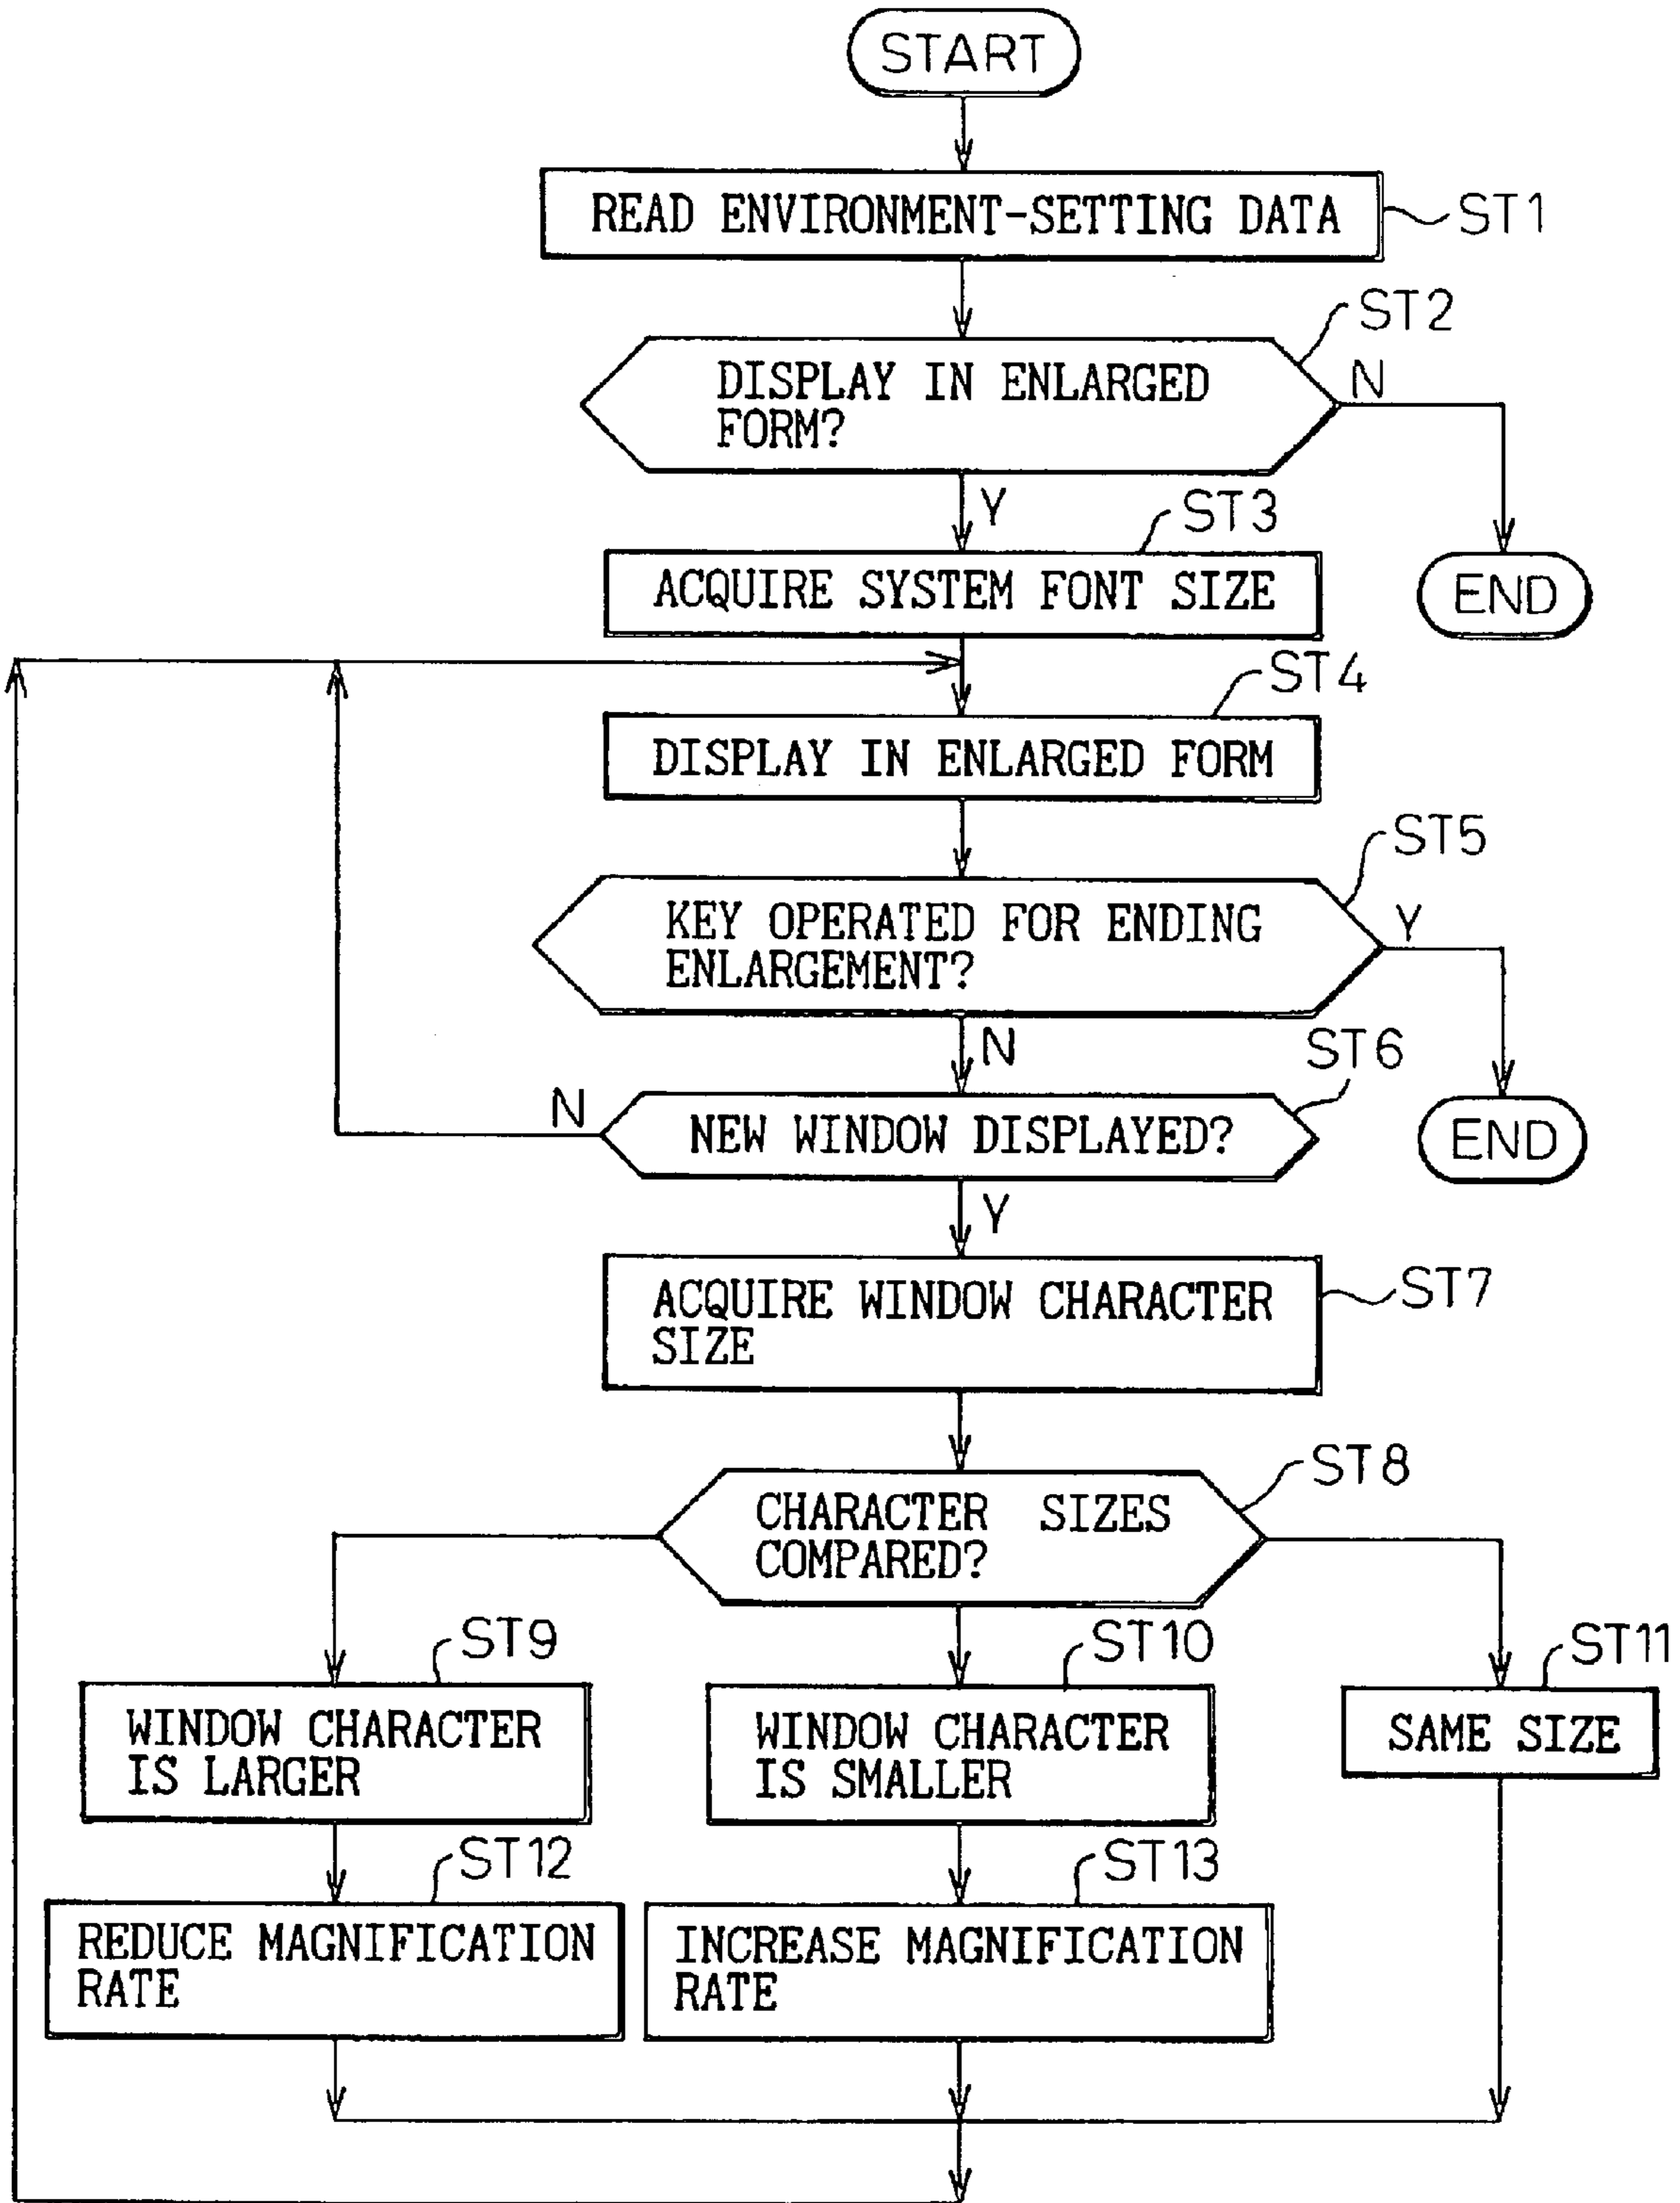 START
READ ENVIRONMENT-SETTING DATA
ST1
ST2
DISPLAY IN ENLARGED
FORM?
N
Y
ST3
ACQUIRE SYSTEM FONT SIZE
END
ST4
DISPLAY IN ENLARGED FORM
ST5
KEY OPERATED FOR ENDING
ENLARGEMENT?
Y
N
ST6
N
NEW WINDOW DISPLAYED?
END
Y
ACQUIRE WINDOW CHARACTER
SIZE
ST7
ST8
CHARACTER SIZES
COMPARED?
ST9
WINDOW CHARACTER
IS LARGER
ST10
WINDOW CHARACTER
IS SMALLER
ST11
SAME SIZE
ST12
REDUCE MAGNIFICATION
RATE
ST13
INCREASE MAGNIFICATION
RATE